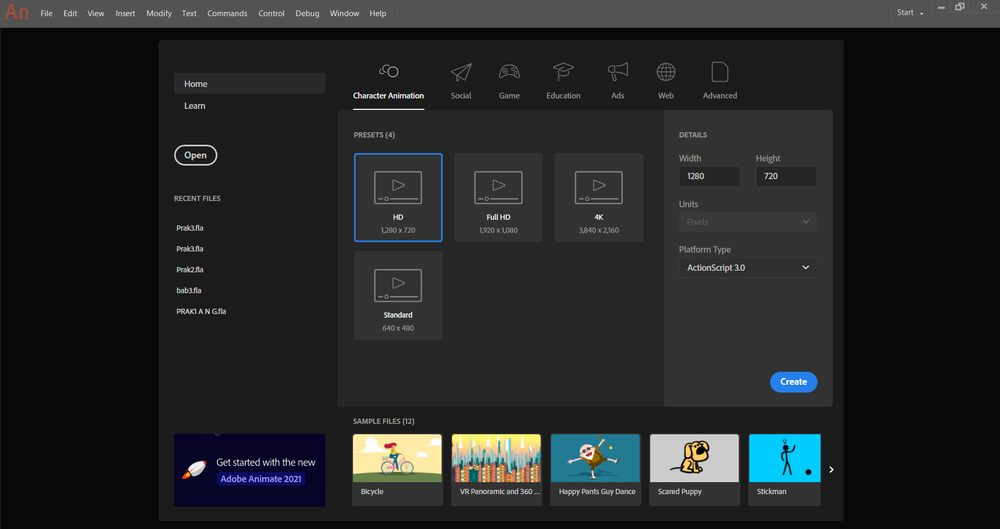 An File Edit View Insert Modify Text Commands Control Debug Window Help Start
Home
Learn
Open
RECENT FILES
Prak3.fla
Prak3.fla
Prak2.fla
bab3.fla
PRAK1 A N G.fla
Get started with the new
Adobe Animate 2021
Character Animation Social Game Education Ads Web Advanced
PRESETS (4)
HD Full HD 4K
1,280 x 720 1,920 x 1,080 3,840 x 2,160
Standard
640 x 480
DETAILS
Width Height
1280 720
Units
Pixels
Platform Type
ActionScript 3.0
Create
SAMPLE FILES (12)
Bicycle VR Panoramic and 360 ... Happy Pants Guy Dance Scared Puppy Stickman